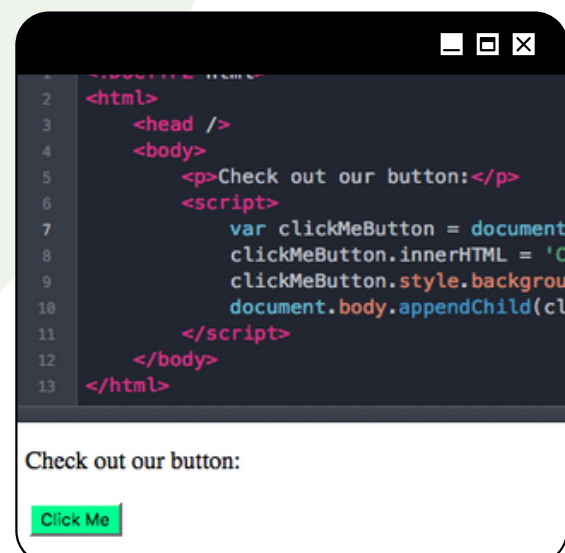 2 <html>
3 <head />
4 <body>
5 <p>Check out our button:</p>
6 <script>
7 var clickMeButton = document
8 clickMeButton.innerHTML = 'C
9 clickMeButton.style.backgrou
10 document.body.appendChild(cl
11 </script>
12 </body>
13 </html>
Check out our button:
Click Me